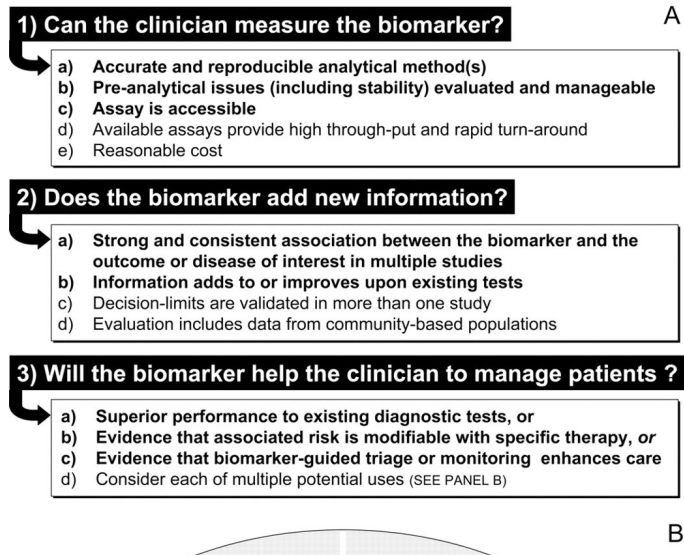 A
1) Can the clinician measure the biomarker?
a) Accurate and reproducible analytical method(s)
b) Pre-analytical issues (including stability) evaluated and manageable
c) Assay is accessible
d) Available assays provide high through-put and rapid turn-around
e) Reasonable cost
2) Does the biomarker add new information?
a) Strong and consistent association between the biomarker and the
outcome or disease of interest in multiple studies
b) Information adds to or improves upon existing tests
c) Decision-limits are validated in more than one study
d) Evaluation includes data from community-based populations
3) Will the biomarker help the clinician to manage patients ?
a) Superior performance to existing diagnostic tests, or
b) Evidence that associated risk is modifiable with specific therapy, or
c) Evidence that biomarker-guided triage or monitoring enhances care
d) Consider each of multiple potential uses (SEE PANEL B)
B